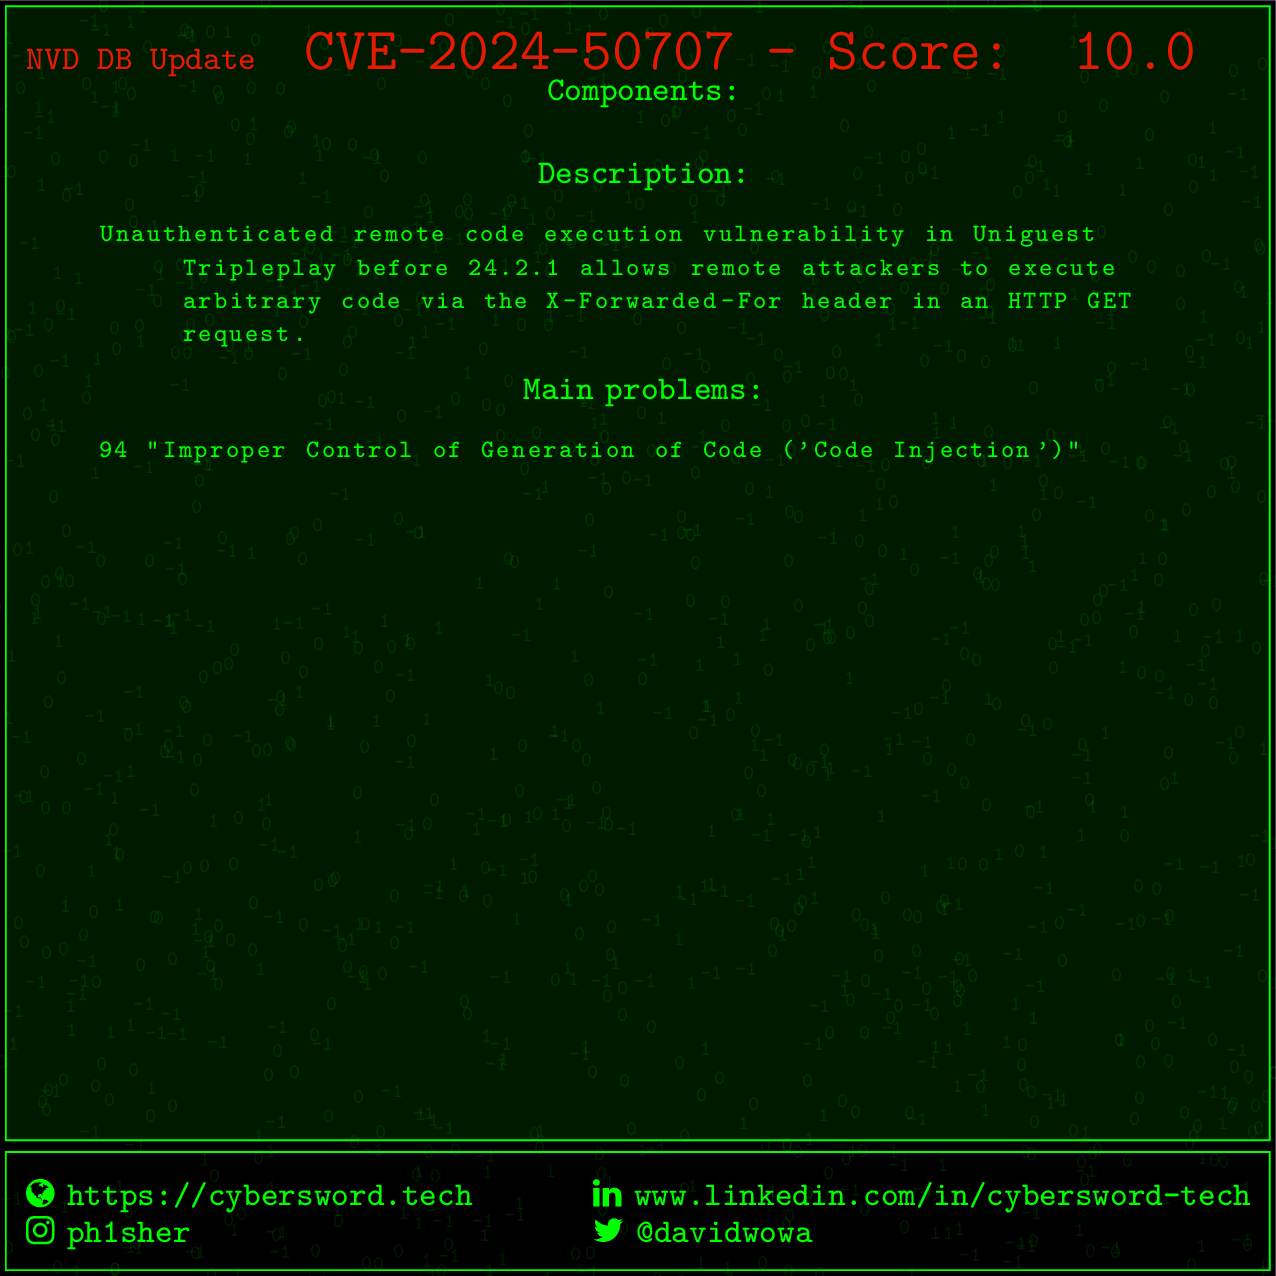 NVD DB Update CVE-2024-50707 - Score: 10.0
Components:
Description:
Unauthenticated remote code execution vulnerability in Uniguest
Tripleplay before 24.2.1 allows remote attackers to execute
arbitrary code via the X-Forwarded-For header in an HTTP GET
request.
Main problems:
94 "Improper Control of Generation of Code ('Code Injection')"
https://cybersword.tech
www.linkedin.com/in/cybersword-tech
ph1sher
@davidwowa